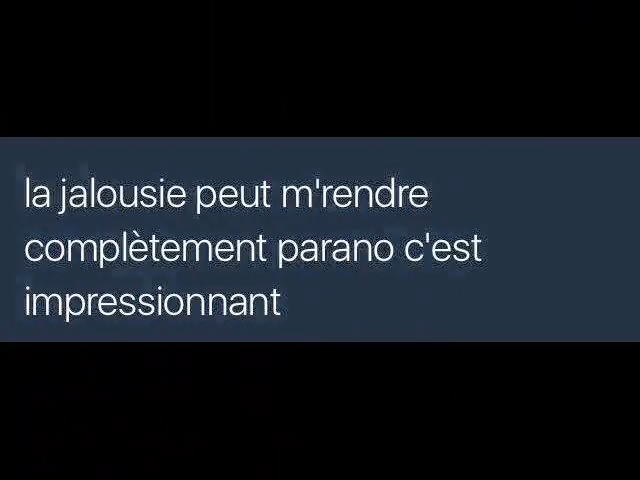 la jalousie peut m'rendre
complètement parano c'est
impressionnant